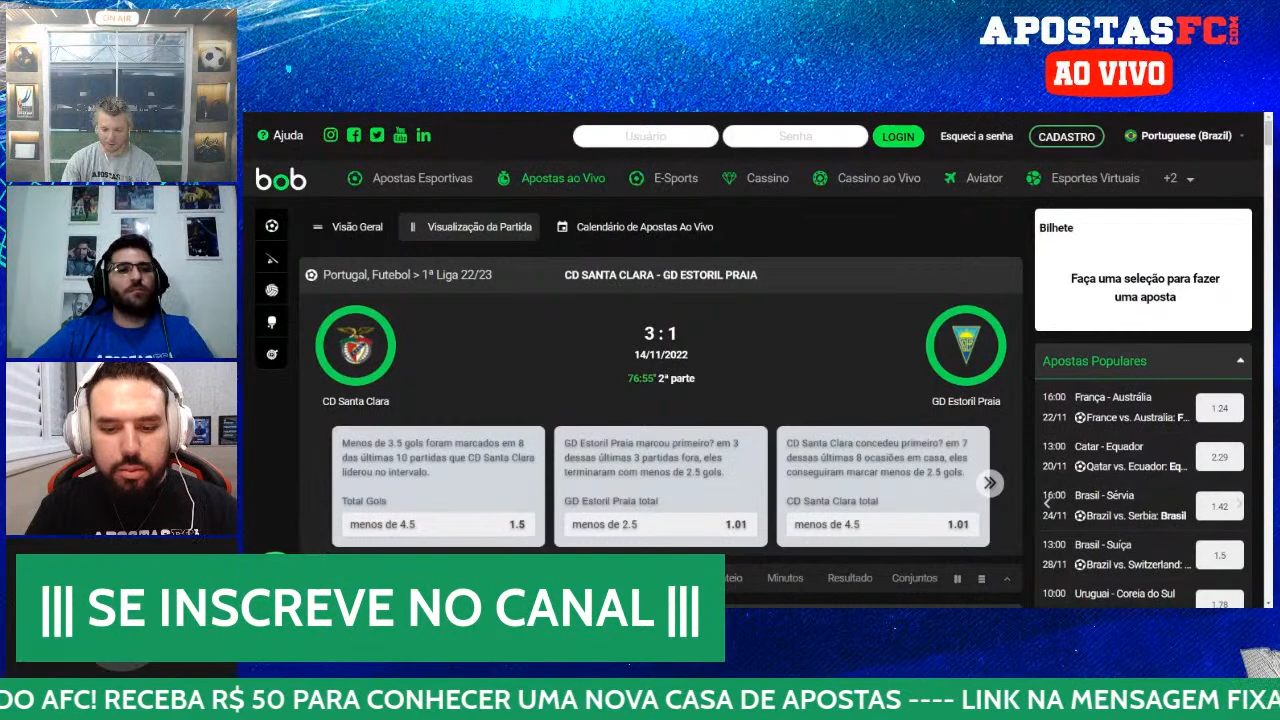 ON AIR
APOSTASFC.COM
AO VIVO
Ajuda
Usuário
Senha
LOGIN
Esqueci a senha
CADASTRO
Portuguese (Brazil)
bob
Apostas Esportivas
Apostas ao Vivo
E-Sports
Cassino
Cassino ao Vivo
Aviator
Esportes Virtuais
+2
Visão Geral
Visualização da Partida
Calendário de Apostas Ao Vivo
Portugal, Futebol > 1ª Liga 22/23
CD SANTA CLARA - GD ESTORIL PRAIA
3 : 1
14/11/2022
76:55" 2ª parte
CD Santa Clara
GD Estoril Praia
Menos de 3.5 gols foram marcados em 8
das últimas 10 partidas que CD Santa Clara
liderou no intervalo.
Total Gols
menos de 4.5 1.5
GD Estoril Praia marcou primeiro? em 3
dessas últimas 3 partidas fora, eles
terminaram com menos de 2.5 gols.
GD Estoril Praia total
menos de 2.5 1.01
CD Santa Clara concedeu primeiro? em 7
dessas últimas 8 ocasiões em casa, eles
conseguiram marcar menos de 2.5 gols.
CD Santa Clara total
menos de 4.5 1.01
teio
Minutos
Resultado
Conjuntos
Bilhete
Faça uma seleção para fazer
uma aposta
Apostas Populares
16:00 França - Austrália
22/11 France vs. Australia: F... 1.24
13:00 Catar - Equador
20/11 Qatar vs. Ecuador: Eq... 2.29
16:00 Brasil - Sérvia
24/11 Brazil vs. Serbia: Brasil 1.42
13:00 Brasil - Suíça
28/11 Brazil vs. Switzerland: ... 1.5
10:00 Uruguai - Coreia do Sul
1.78
||| SE INSCREVE NO CANAL |||
DO AFC! RECEBA R$ 50 PARA CONHECER UMA NOVA CASA DE APOSTAS ---- LINK NA MENSAGEM FIXA